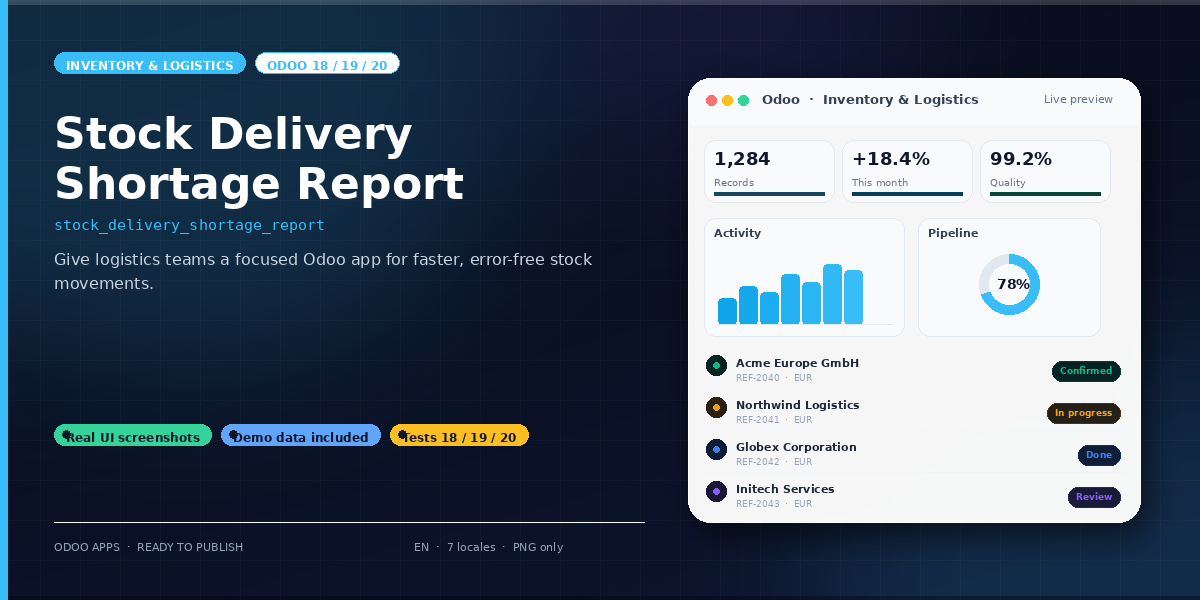 INVENTORY & LOGISTICS
ODOO 18 / 19 / 20
Stock Delivery
Shortage Report
stock_delivery_shortage_report
Give logistics teams a focused Odoo app for faster, error-free stock
movements.
Real UI screenshots
Demo data included
Tests 18 / 19 / 20
ODOO APPS · READY TO PUBLISH
EN · 7 locales · PNG only
Odoo · Inventory & Logistics
Live preview
1,284
Records
+18.4%
This month
99.2%
Quality
Activity
Pipeline
78%
Acme Europe GmbH
REF-2040 · EUR
Confirmed
Northwind Logistics
REF-2041 · EUR
In progress
Globex Corporation
REF-2042 · EUR
Done
Initech Services
REF-2043 · EUR
Review